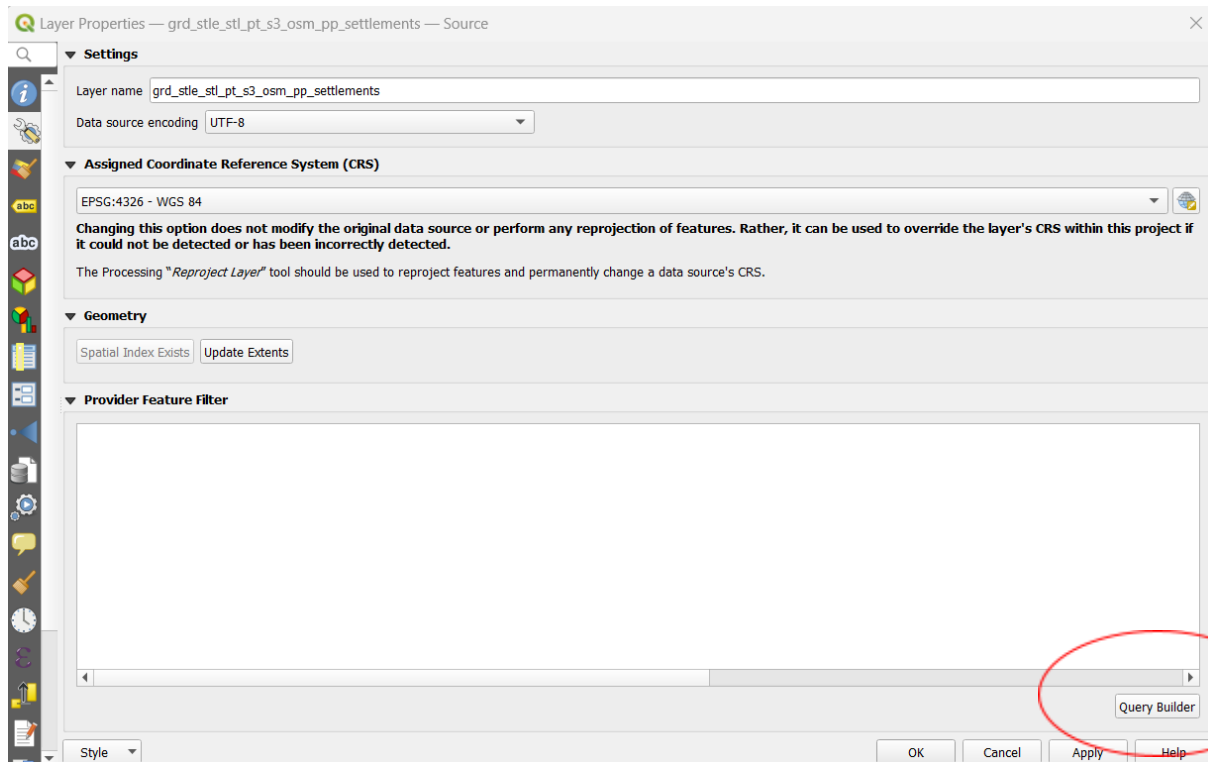 Layer Properties — grd_stle_stl_pt_s3_osm_pp_settlements — Source
Settings
Layer name grd_stle_stl_pt_s3_osm_pp_settlements
Data source encoding UTF-8
Assigned Coordinate Reference System (CRS)
EPSG:4326 - WGS 84
Changing this option does not modify the original data source or perform any reprojection of features. Rather, it can be used to override the layer's CRS within this project if
it could not be detected or has been incorrectly detected.
The Processing "Reproject Layer" tool should be used to reproject features and permanently change a data source's CRS.
Geometry
Spatial Index Exists Update Extents
Provider Feature Filter
Query Builder
Style OK Cancel Apply Help
abc
abc